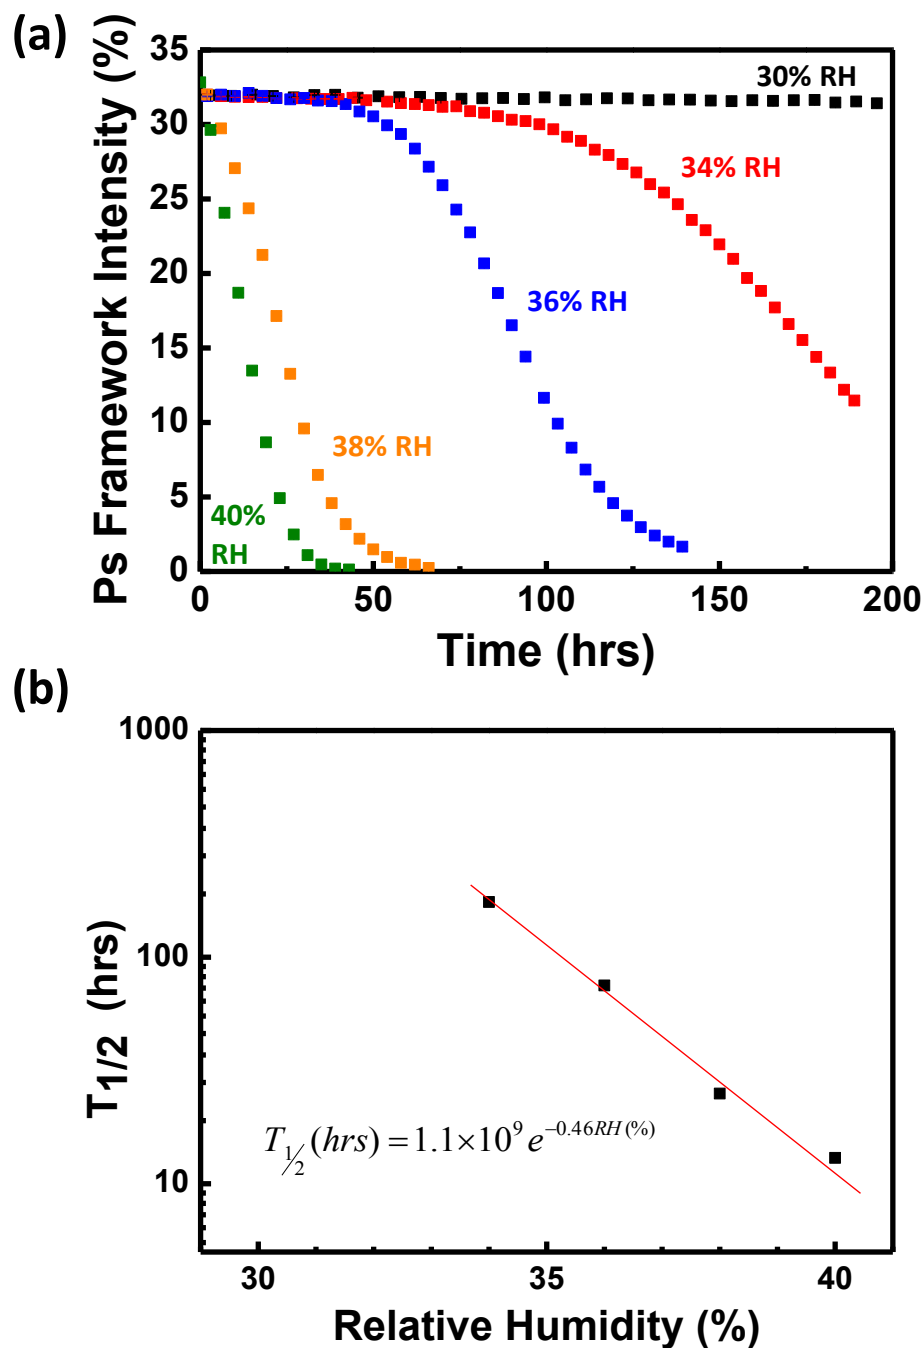 (a)
Ps Framework Intensity (%)
35
30
25
20
15
10
5
0
30% RH
34% RH
36% RH
38% RH
40%
RH
0
50
100
150
200
Time (hrs)
(b)
T1/2 (hrs)
1000
100
10
T½(hrs) = 1.1×10⁹ e^−0.46RH(%)
30
35
40
Relative Humidity (%)